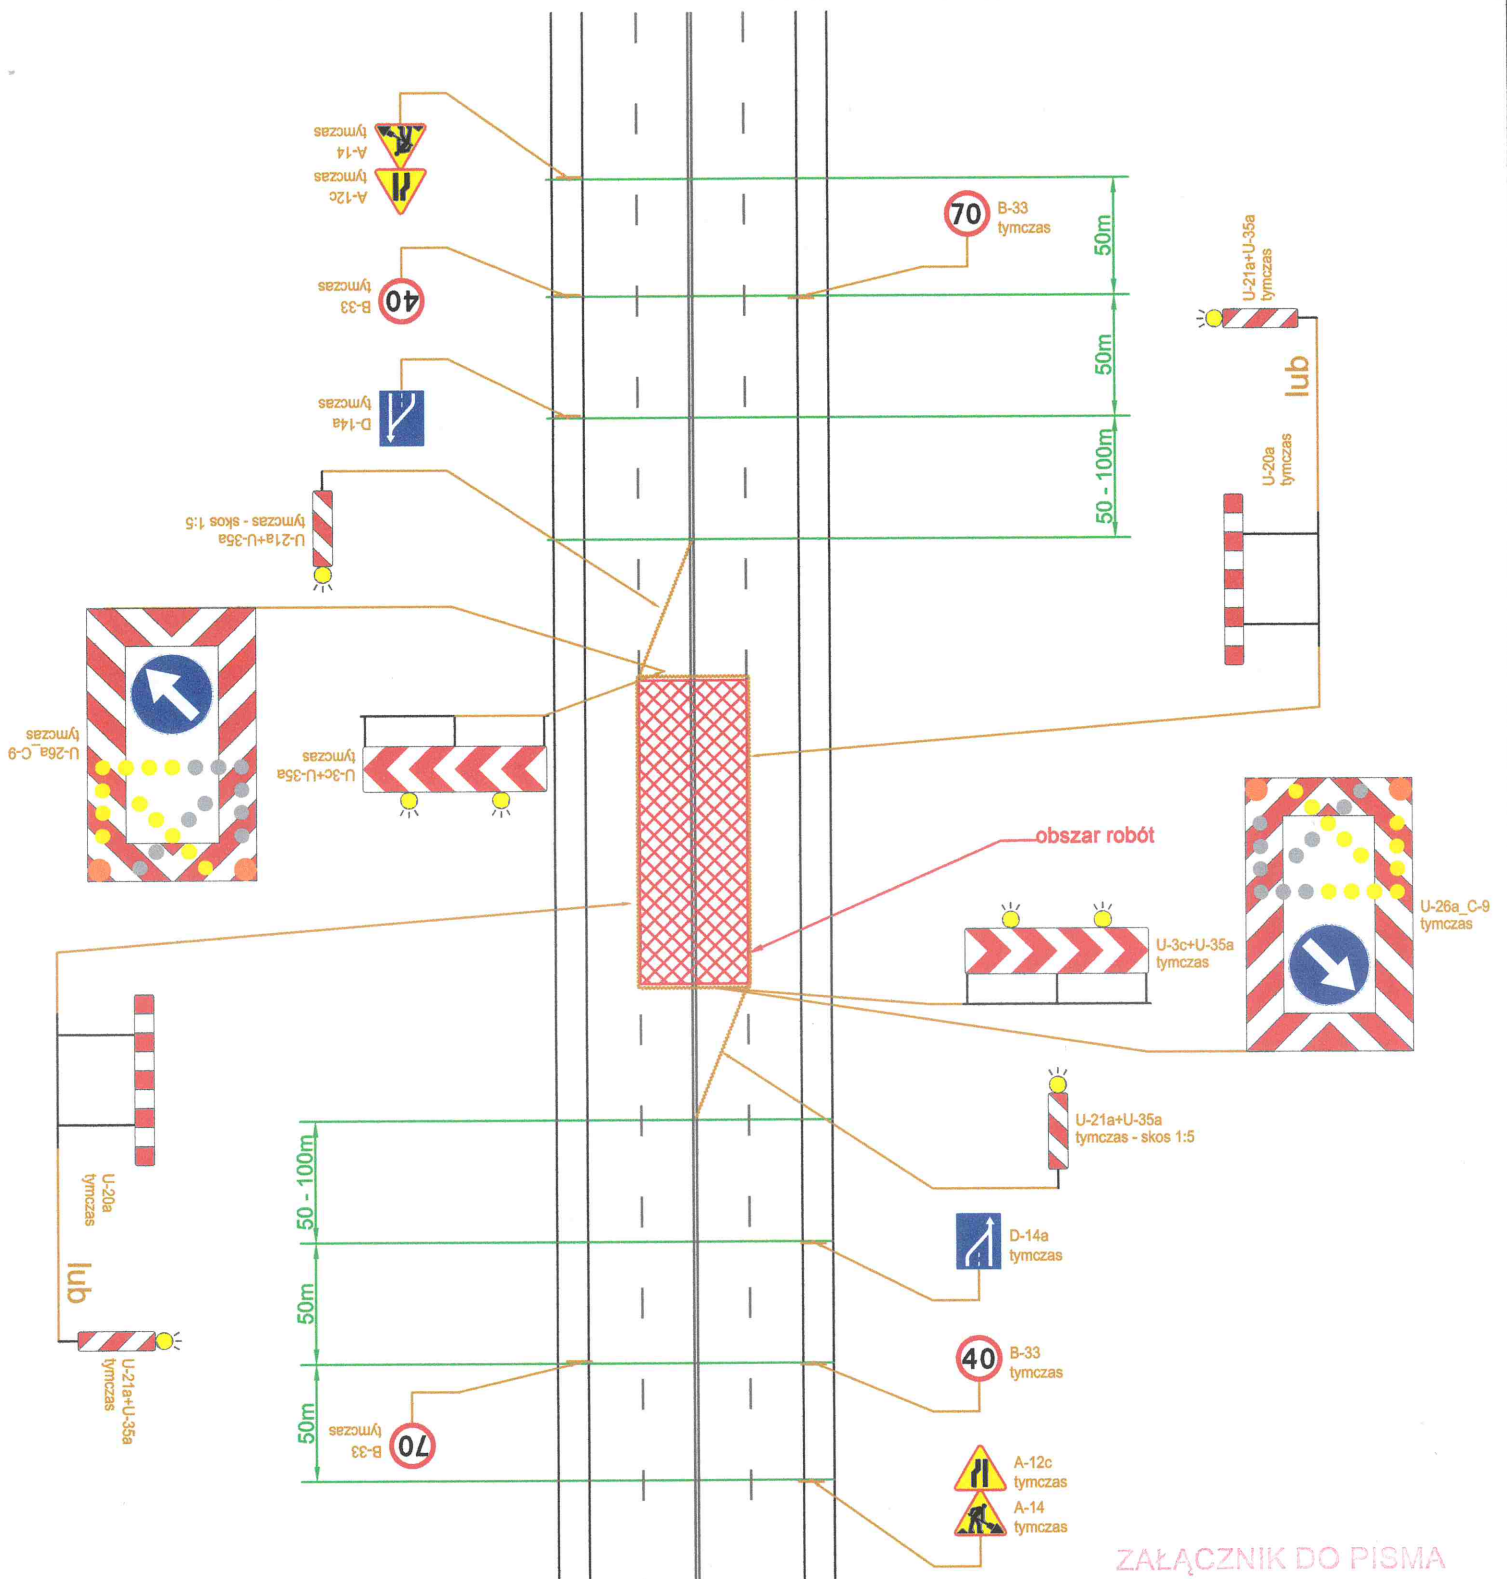 A-14
tymczas
A-12c
tymczas
B-33
tymczas
40
D-14a
tymczas
U-21a+U-35a
tymczas - skos 1:5
U-26a_C-9
tymczas
U-3c+U-35a
tymczas
70
B-33
tymczas
50m
50m
50 - 100m
U-21a+U-35a
tymczas
lub
U-20a
tymczas
obszar robót
U-3c+U-35a
tymczas
U-26a_C-9
tymczas
U-21a+U-35a
tymczas - skos 1:5
D-14a
tymczas
40
B-33
tymczas
A-12c
tymczas
A-14
tymczas
U-20a
tymczas
lub
U-21a+U-35a
tymczas
50 - 100m
50m
50m
B-33
tymczas
70
ZAŁĄCZNIK DO PISMA